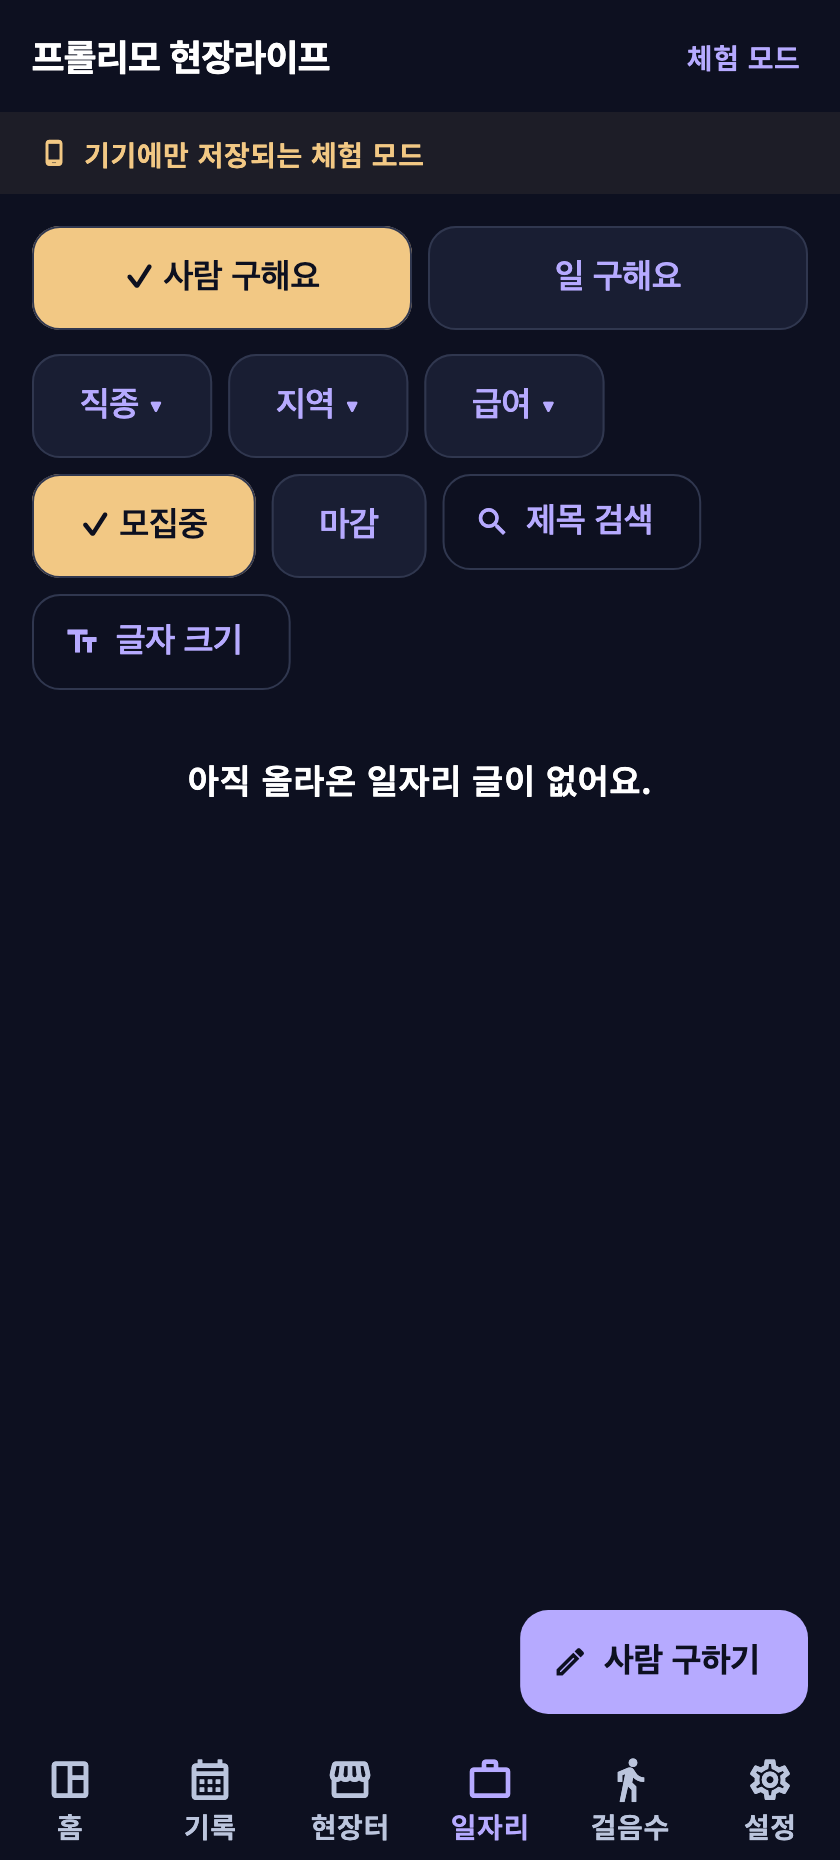 프롤리모 현장라이프
체험 모드
기기에만 저장되는 체험 모드
✓ 사람 구해요
일 구해요
직종 ▼
지역 ▼
급여 ▼
✓ 모집중
마감
제목 검색
글자 크기
아직 올라온 일자리 글이 없어요.
사람 구하기
홈
기록
현장터
일자리
걸음수
설정